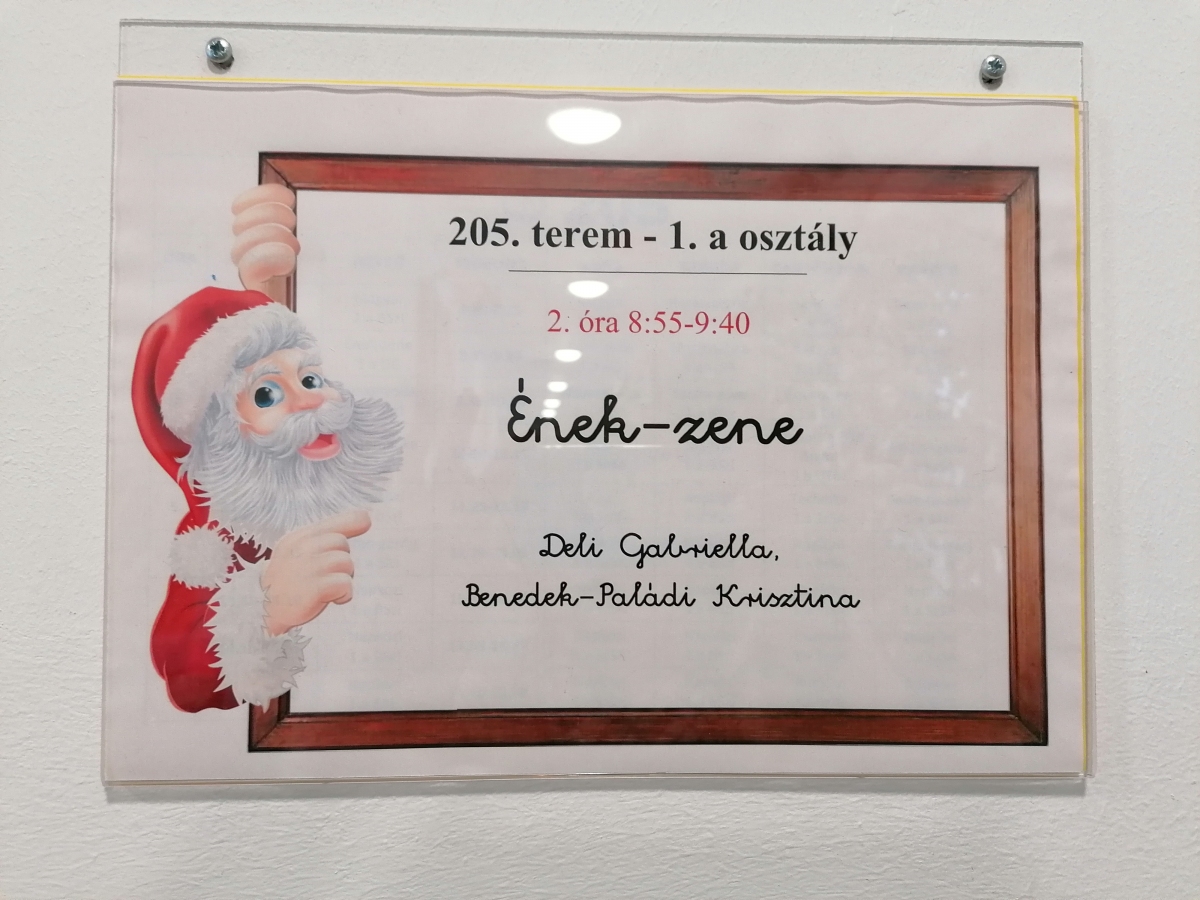 205. terem - 1. a osztály
2. óra 8:55-9:40
Ének-zene
Deli Gabriella,
Benedek-Paládi Krisztina